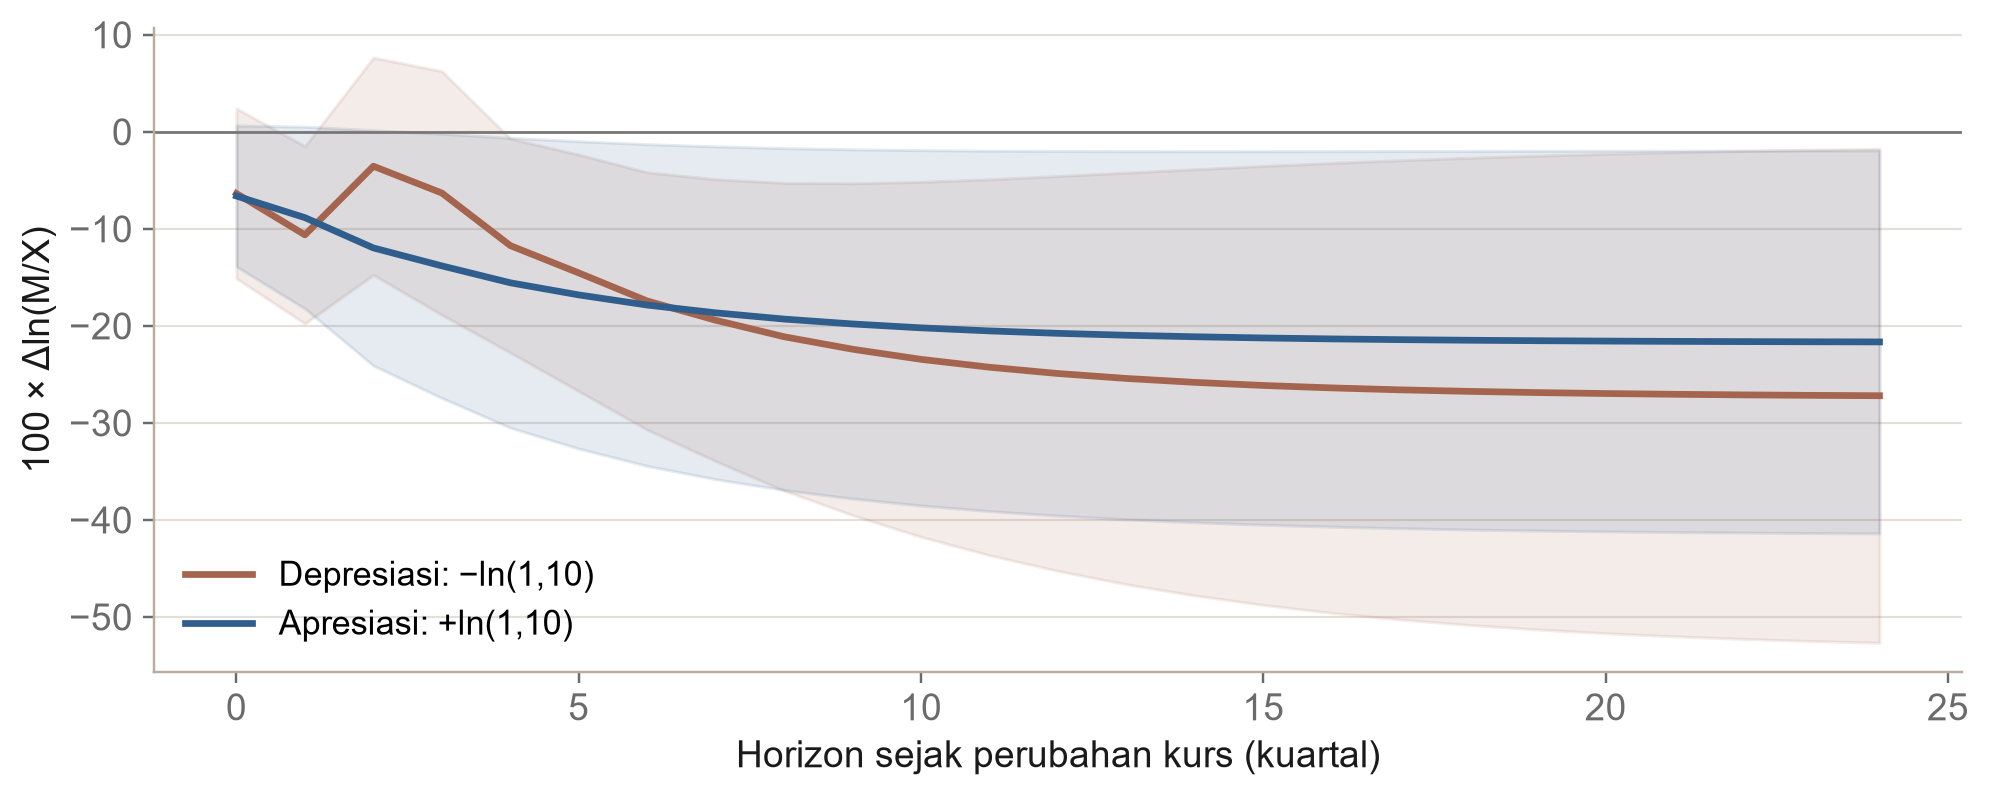 10
0
−10
−20
−30
−40
−50
100 × Δln(M/X)
Depresiasi: −ln(1,10)
Apresiasi: +ln(1,10)
0 5 10 15 20 25
Horizon sejak perubahan kurs (kuartal)